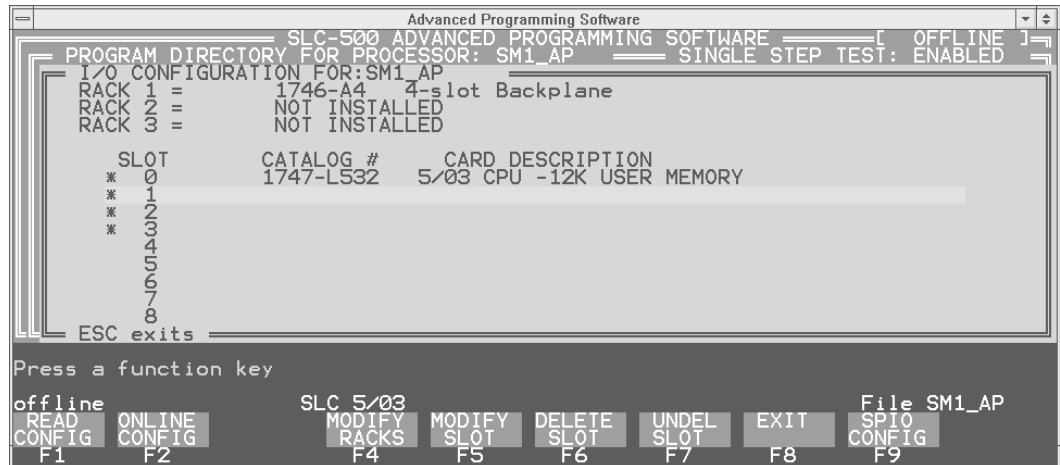 Advanced Programming Software
SLC-500 ADVANCED PROGRAMMING SOFTWARE [ OFFLINE ]
PROGRAM DIRECTORY FOR PROCESSOR: SM1_AP SINGLE STEP TEST: ENABLED
I/O CONFIGURATION FOR:SM1_AP
RACK 1 = 1746-A4 4-slot Backplane
RACK 2 = NOT INSTALLED
RACK 3 = NOT INSTALLED
SLOT CATALOG # CARD DESCRIPTION
* 0 1747-L532 5/03 CPU -12K USER MEMORY
* 1
* 2
* 3
4
5
6
7
8
ESC exits
Press a function key
offline SLC 5/03 File SM1_AP
READ ONLINE MODIFY MODIFY DELETE UNDEL EXIT SPIO
CONFIG CONFIG RACKS SLOT SLOT SLOT CONFIG
F1 F2 F4 F5 F6 F7 F8 F9